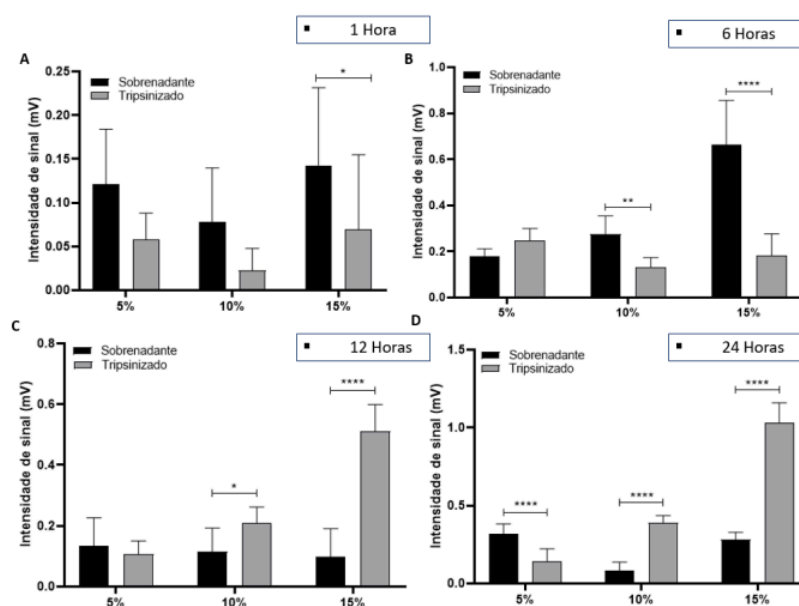 ▪ 1 Hora
A
Intensidade de sinal (mV)
0.25
0.20
0.15
0.10
0.05
0.00
Sobrenadante
Tripsinizado
*
5% 10% 15%
▪ 6 Horas
B
Intensidade de sinal (mV)
1.0
0.8
0.6
0.4
0.2
0.0
Sobrenadante
Tripsinizado
**
****
5% 10% 15%
▪ 12 Horas
C
Intensidade de sinal (mV)
0.8
0.6
0.4
0.2
0.0
Sobrenadante
Tripsinizado
*
****
5% 10% 15%
▪ 24 Horas
D
Intensidade de sinal (mV)
1.5
1.0
0.5
0.0
Sobrenadante
Tripsinizado
****
****
****
5% 10% 15%